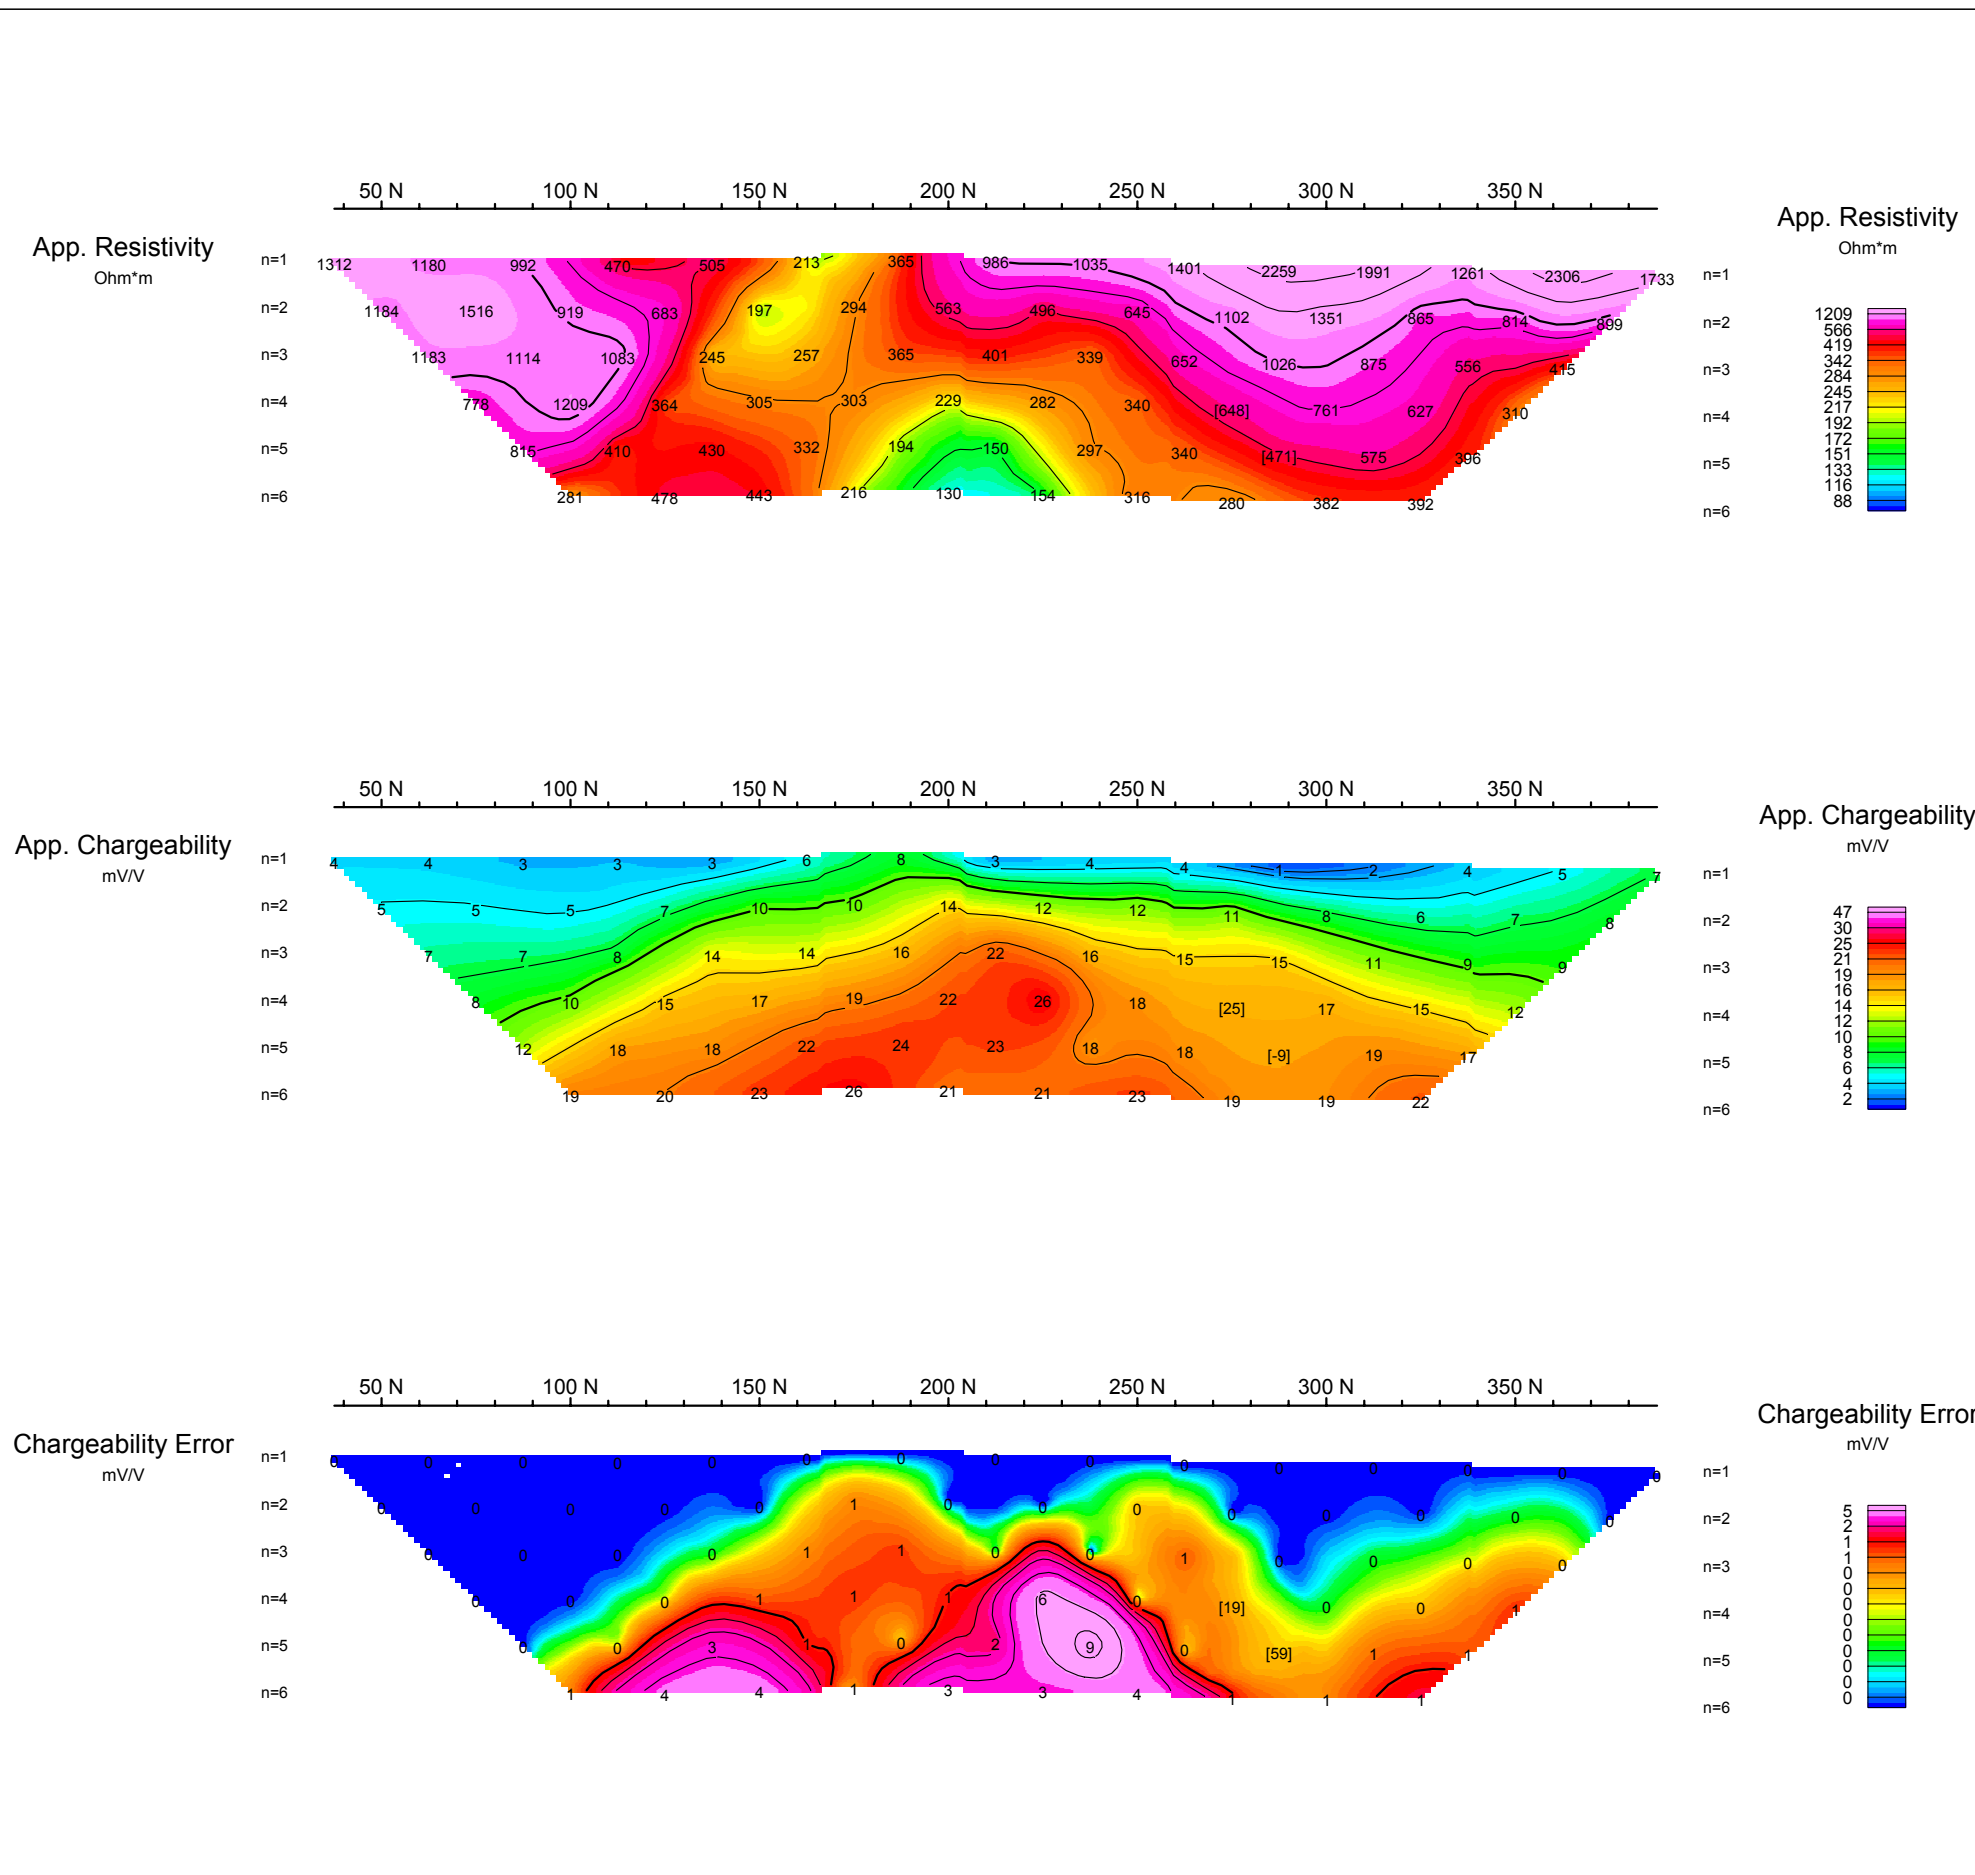 50 N 100 N 150 N 200 N 250 N 300 N 350 N
App. Resistivity
Ohm*m
App. Resistivity
Ohm*m
n=1 1312 1180 992 470 505 213 365 986 1035 1401 2259 1991 1261 2306 1733 n=1
n=2 1184 1516 919 683 197 294 563 496 645 1102 1351 865 814 899 n=2
n=3 1183 1114 1083 245 257 365 401 339 652 1026 875 556 415 n=3
n=4 778 1209 364 305 303 229 282 340 [648] 761 627 310 n=4
n=5 815 410 430 332 194 150 297 340 [471] 575 396 n=5
n=6 281 478 443 216 130 154 316 280 382 392 n=6
1209
566
419
342
284
245
217
192
172
151
133
116
88
50 N 100 N 150 N 200 N 250 N 300 N 350 N
App. Chargeability
mV/V
App. Chargeability
mV/V
n=1 4 4 3 3 3 6 8 3 4 4 1 2 4 5 7 n=1
n=2 5 5 5 7 10 10 14 12 12 11 8 6 7 8 n=2
n=3 7 7 8 14 14 16 22 16 15 15 11 9 9 n=3
n=4 8 10 15 17 19 22 26 18 [25] 17 15 12 n=4
n=5 12 18 18 22 24 23 18 18 [-9] 19 17 n=5
n=6 19 20 23 26 21 21 23 19 19 22 n=6
47
30
25
21
19
16
14
12
10
8
6
4
2
50 N 100 N 150 N 200 N 250 N 300 N 350 N
Chargeability Error
mV/V
Chargeability Error
mV/V
n=1 0 0 0 0 0 0 0 0 0 0 0 0 0 0 0 n=1
n=2 0 0 0 0 0 1 0 0 0 0 0 0 0 0 n=2
n=3 0 0 0 0 1 1 0 0 1 0 0 0 0 n=3
n=4 0 0 0 1 1 1 6 0 [19] 0 0 1 n=4
n=5 0 0 3 1 0 2 9 0 [59] 1 1 n=5
n=6 1 4 4 1 3 3 4 1 1 1 n=6
5
2
1
1
0
0
0
0
0
0
0
0
0